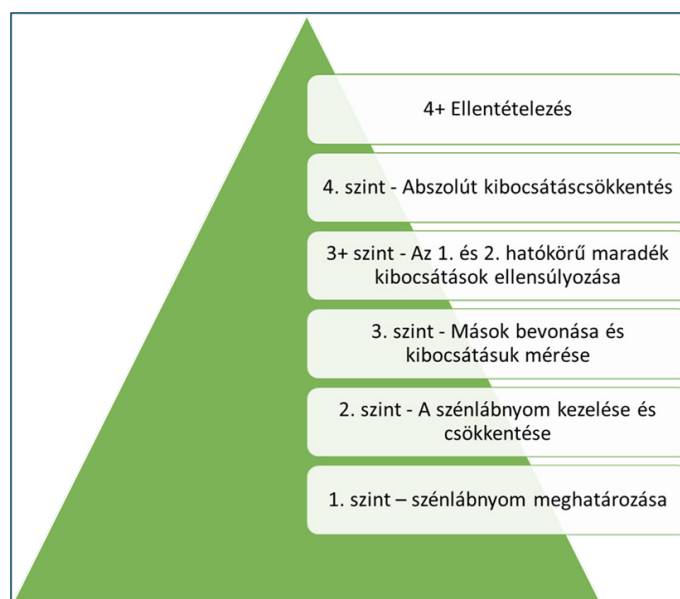 4+ Ellentételezés
4. szint - Abszolút kibocsátáscsökkentés
3+ szint - Az 1. és 2. hatókörű maradék
kibocsátások ellensúlyozása
3. szint - Mások bevonása és
kibocsátásuk mérése
2. szint - A szénlábnyom kezelése és
csökkentése
1. szint – szénlábnyom meghatározása